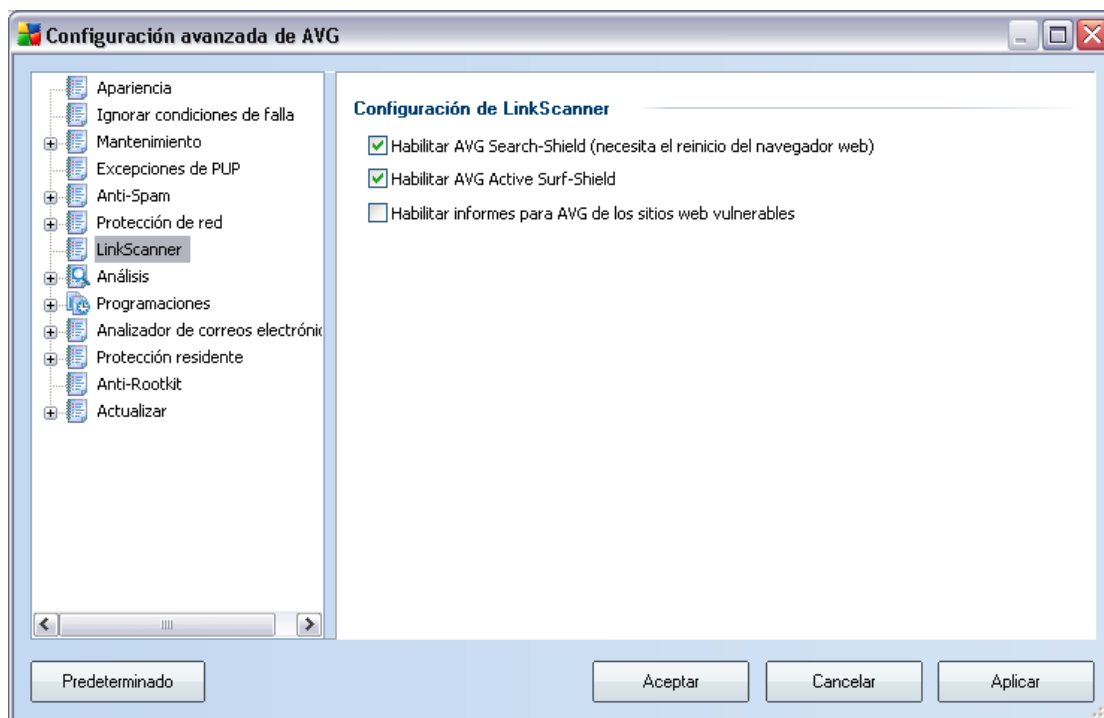 Configuración avanzada de AVG
Apariencia
Ignorar condiciones de falla
Mantenimiento
Excepciones de PUP
Anti-Spam
Protección de red
LinkScanner
Análisis
Programaciones
Analizador de correos electrónic
Protección residente
Anti-Rootkit
Actualizar
Configuración de LinkScanner
Habilitar AVG Search-Shield (necesita el reinicio del navegador web)
Habilitar AVG Active Surf-Shield
Habilitar informes para AVG de los sitios web vulnerables
Predeterminado
Aceptar
Cancelar
Aplicar